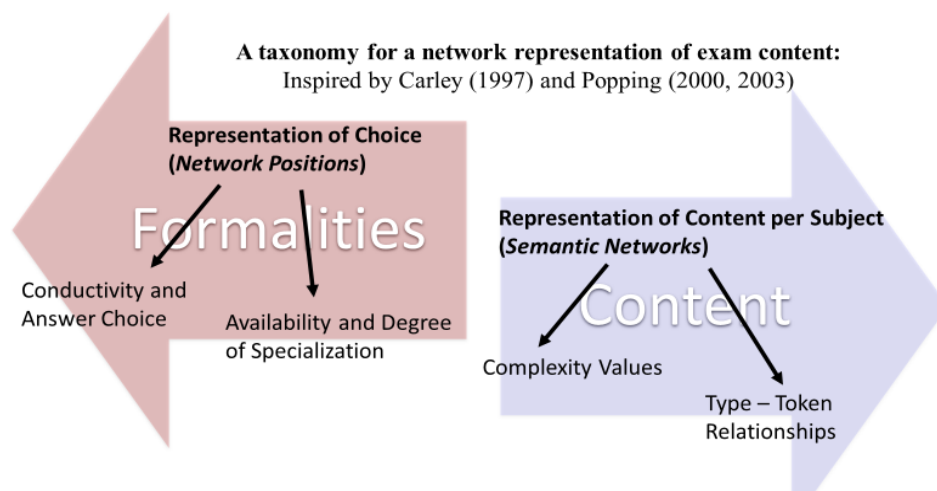 A taxonomy for a network representation of exam content:
Inspired by Carley (1997) and Popping (2000, 2003)
Representation of Choice
(Network Positions)
Formalities
Conductivity and
Answer Choice
Availability and Degree
of Specialization
Representation of Content per Subject
(Semantic Networks)
Content
Complexity Values
Type – Token
Relationships